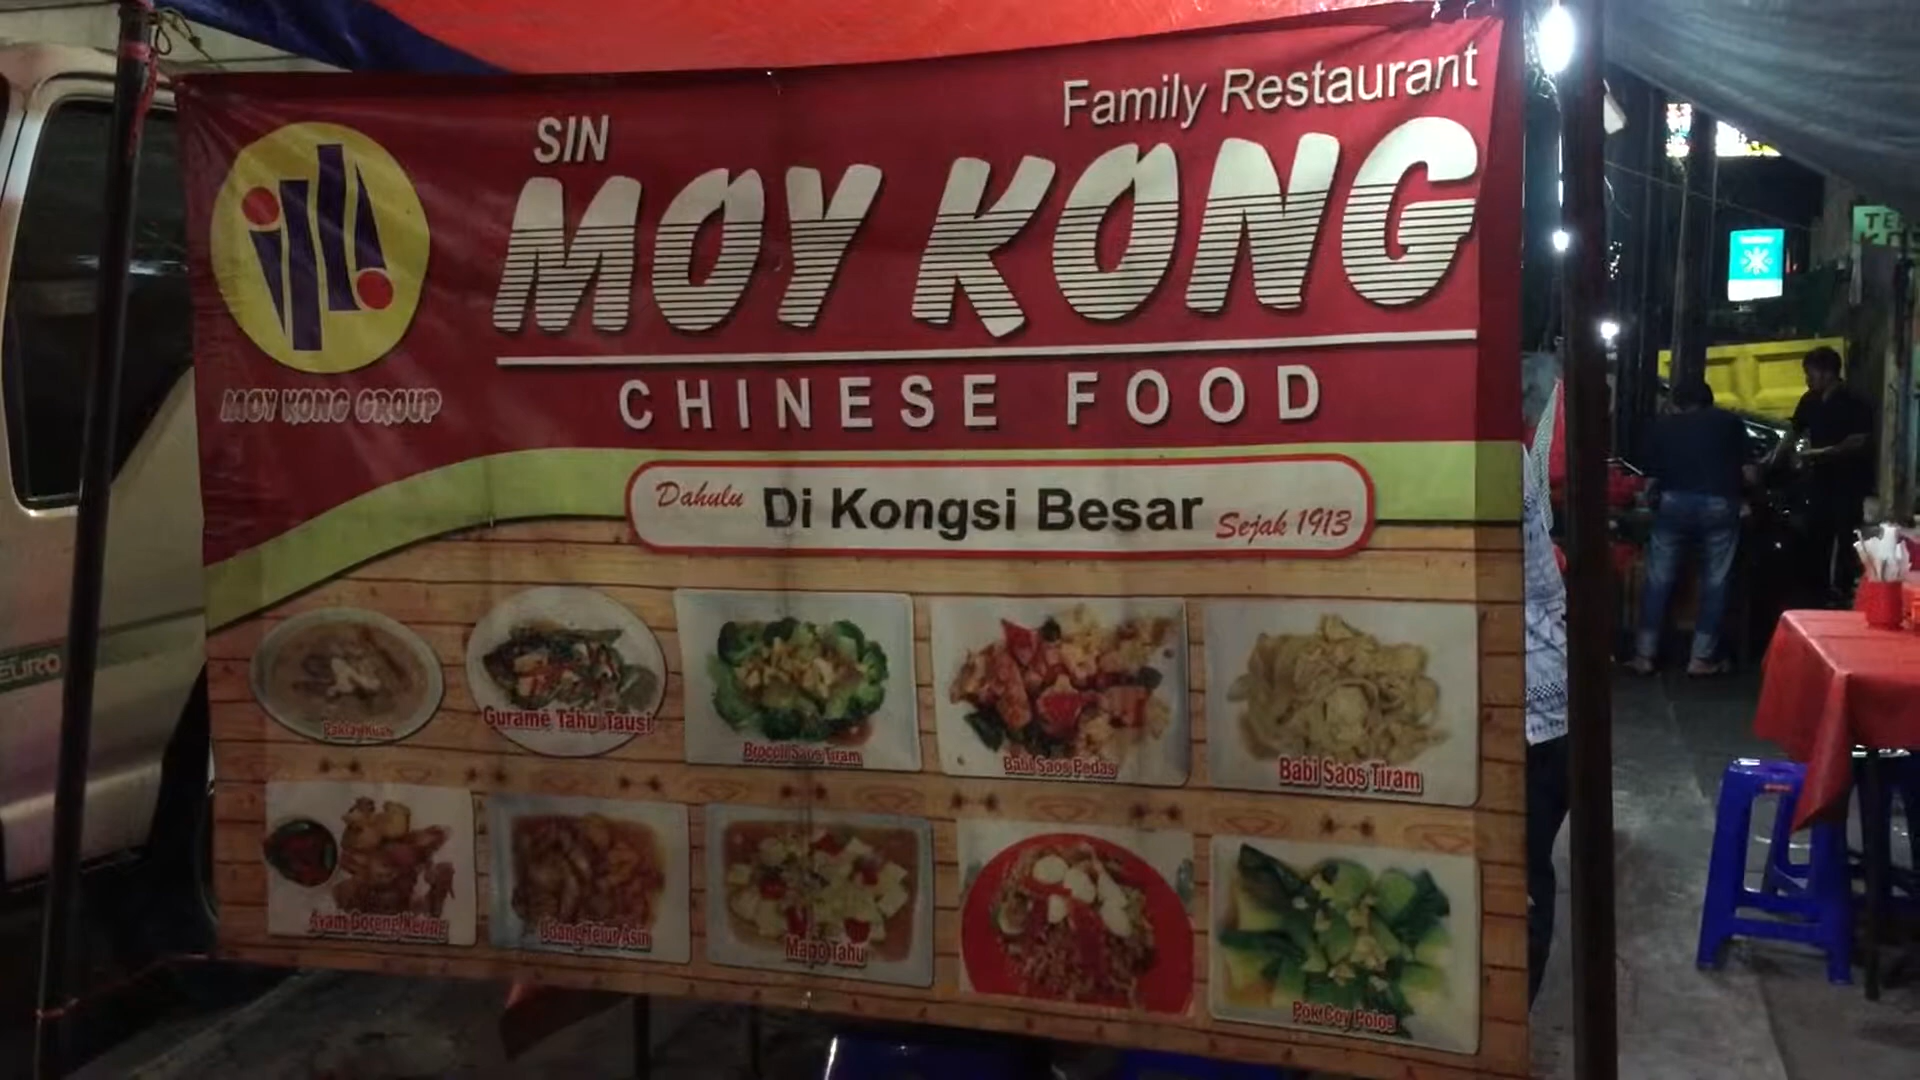 Family Restaurant
SIN
MOY KONG
MOY KONG GROUP
CHINESE FOOD
Dahulu Di Kongsi Besar Sejak 1913
EURO
Gurame Tahu Tausi
Brocoli Saos Tiram
Babi Saos Pedas
Babi Saos Tiram
Ayam Goreng Kering
Udang Telur Asin
Mapo Tahu
Pok Coy Polos